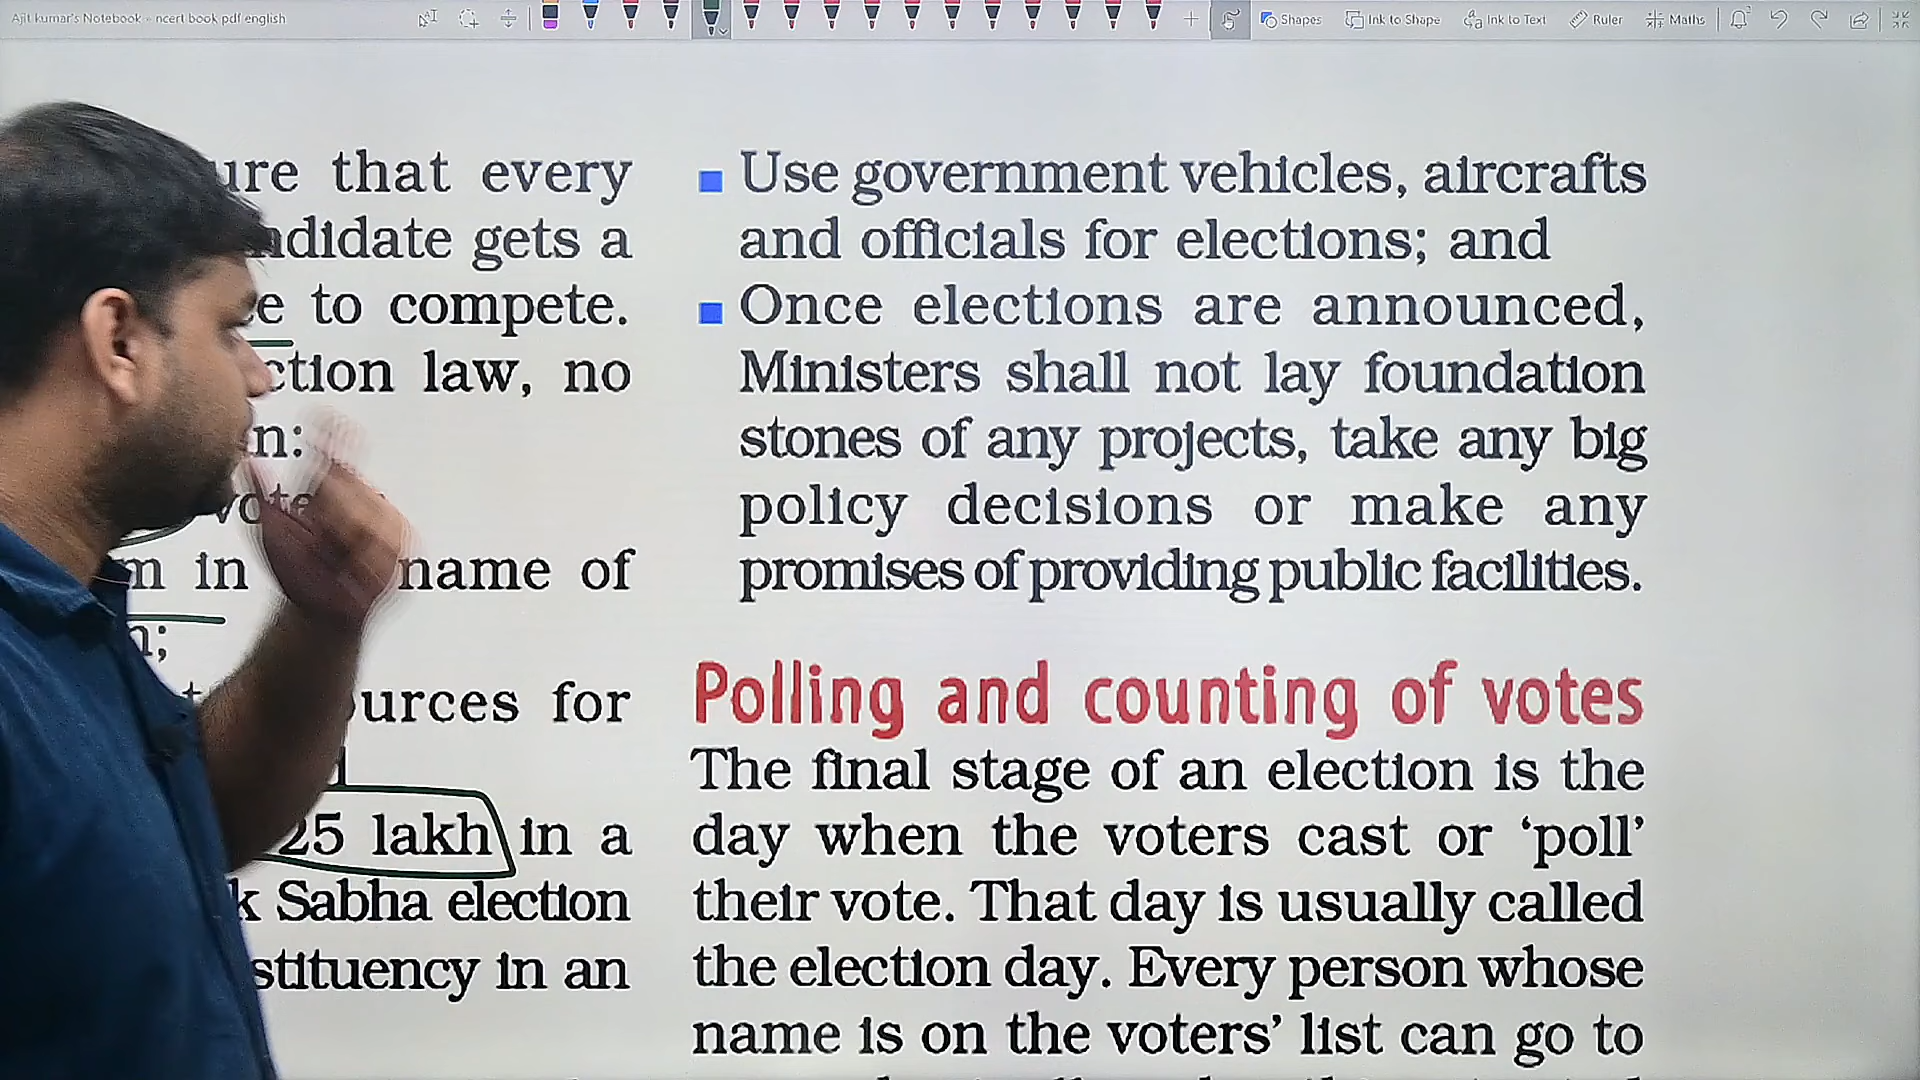 Ajit kumar's Notebook » ncert book pdf english
Shapes
Ink to Shape
Ink to Text
Ruler
Maths
that every
gets a
to compete.
law, no
in name of
for
25 lakh in a
Sabha election
in an
Use government vehicles, aircrafts
and officials for elections; and
Once elections are announced,
Ministers shall not lay foundation
stones of any projects, take any big
policy decisions or make any
promises of providing public facilities.
Polling and counting of votes
The final stage of an election is the
day when the voters cast or ‘poll’
their vote. That day is usually called
the election day. Every person whose
name is on the voters’ list can go to